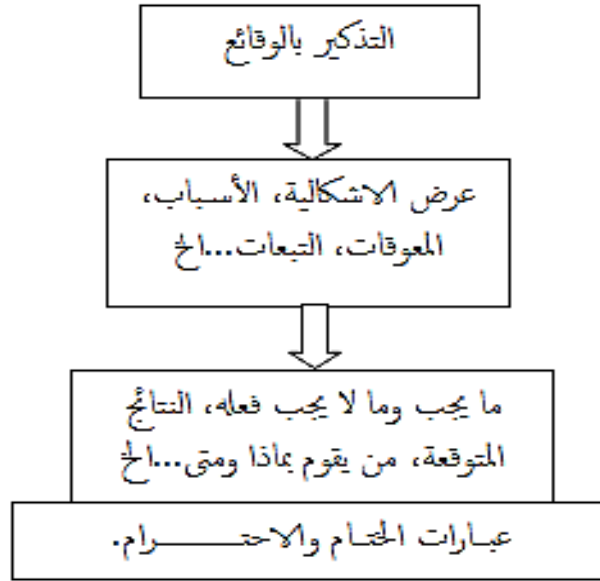 التذكير بالوقائع
عرض الاشكالية، الأسباب،
المعوقات، التبعات...الخ
ما يجب وما لا يجب فعله، النتائج
المتوقعة، من يقوم بماذا ومتى...الخ
عبارات الختام والاحتــــــرام.